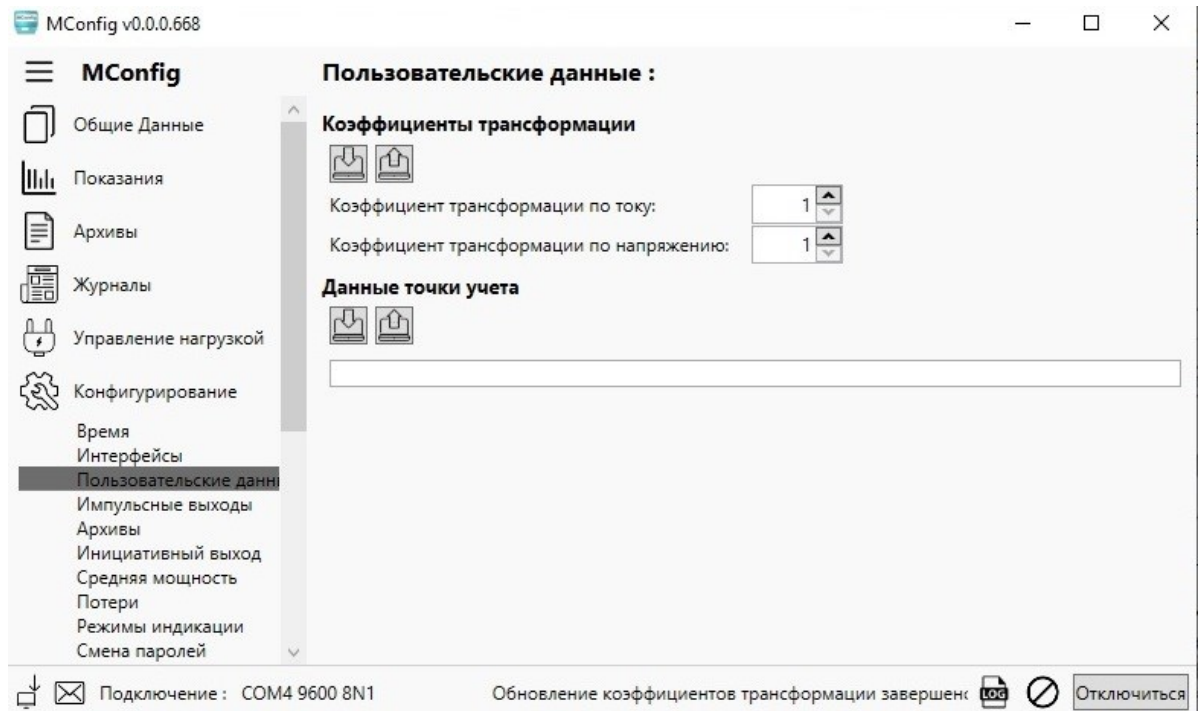 MConfig v0.0.0.668
MConfig
Общие Данные
Показания
Архивы
Журналы
Управление нагрузкой
Конфигурирование
Время
Интерфейсы
Пользовательские данн
Импульсные выходы
Архивы
Инициативный выход
Средняя мощность
Потери
Режимы индикации
Смена паролей
Пользовательские данные :
Коэффициенты трансформации
Коэффициент трансформации по току: 1
Коэффициент трансформации по напряжению: 1
Данные точки учета
Подключение : COM4 9600 8N1
Обновление коэффициентов трансформации завершен
LOG
Отключиться